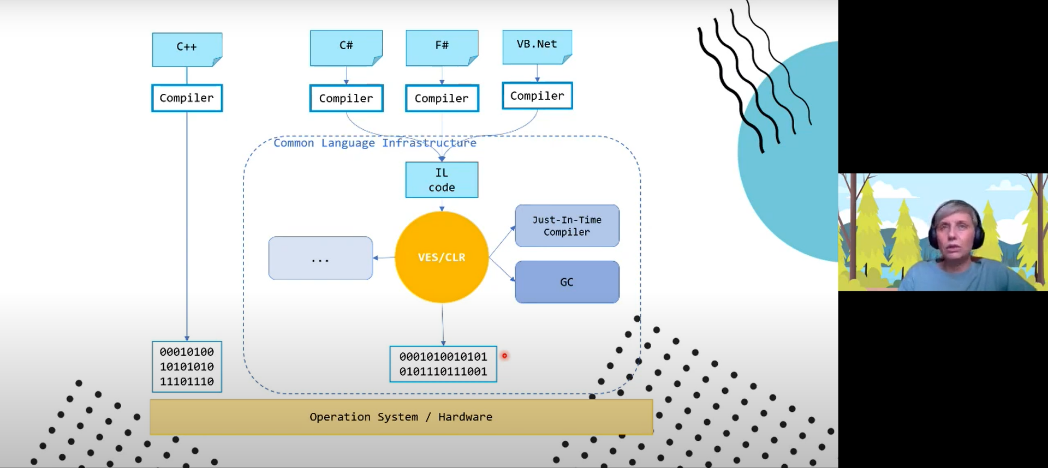 C++
C#
F#
VB.Net
Compiler
Compiler
Compiler
Compiler
Common Language Infrastructure
IL
code
Just-In-Time
Compiler
...
VES/CLR
GC
00010100
10101010
11101110
0001010010101
0101110111001
Operation System / Hardware